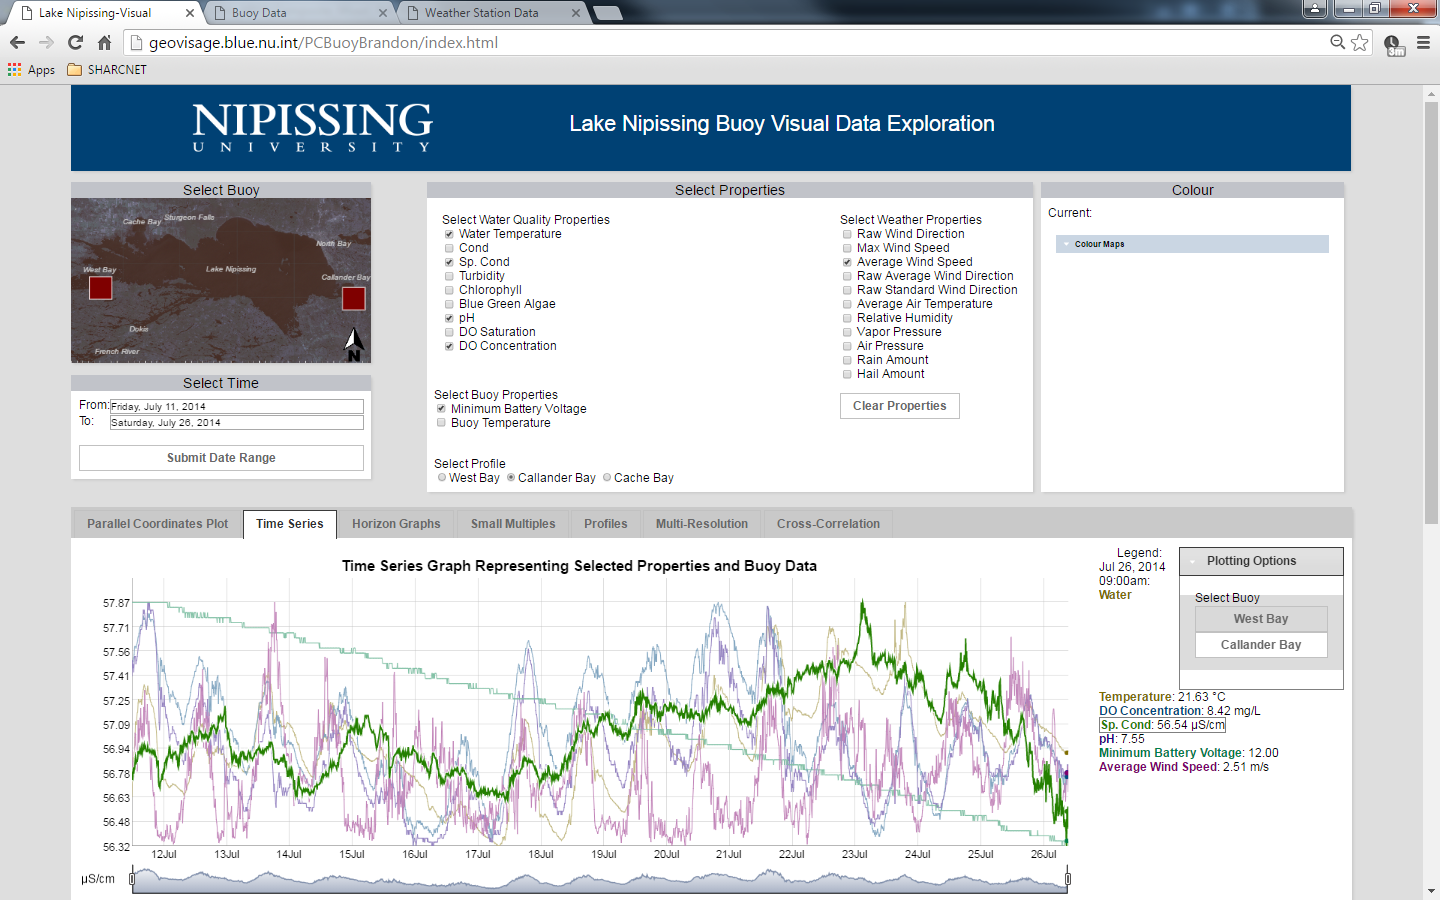 Lake Nipissing-Visual
Buoy Data
Weather Station Data
geovisage.blue.nu.int/PCBuoyBrandon/index.html
3m
Apps
SHARCNET
NIPISSING
UNIVERSITY
Lake Nipissing Buoy Visual Data Exploration
Select Buoy
Cache Bay
Sturgeon Falls
North Bay
West Bay
Lake Nipissing
Callander Bay
Dokis
French River
N
Select Time
From:
Friday, July 11, 2014
To:
Saturday, July 26, 2014
Submit Date Range
Select Properties
Select Water Quality Properties
Water Temperature
Cond
Sp. Cond
Turbidity
Chlorophyll
Blue Green Algae
pH
DO Saturation
DO Concentration
Select Buoy Properties
Minimum Battery Voltage
Buoy Temperature
Select Profile
West Bay Callander Bay Cache Bay
Select Weather Properties
Raw Wind Direction
Max Wind Speed
Average Wind Speed
Raw Average Wind Direction
Raw Standard Wind Direction
Average Air Temperature
Relative Humidity
Vapor Pressure
Air Pressure
Rain Amount
Hail Amount
Clear Properties
Colour
Current:
Colour Maps
Parallel Coordinates Plot
Time Series
Horizon Graphs
Small Multiples
Profiles
Multi-Resolution
Cross-Correlation
Time Series Graph Representing Selected Properties and Buoy Data
57.87
57.71
57.56
57.41
57.25
57.09
56.94
56.78
56.63
56.48
56.32
12Jul
13Jul
14Jul
15Jul
16Jul
17Jul
18Jul
19Jul
20Jul
21Jul
22Jul
23Jul
24Jul
25Jul
26Jul
µS/cm
Legend:
Jul 26, 2014
09:00am:
Water
Plotting Options
Select Buoy
West Bay
Callander Bay
Temperature: 21.63 °C
DO Concentration: 8.42 mg/L
Sp. Cond: 56.54 µS/cm
pH: 7.55
Minimum Battery Voltage: 12.00
Average Wind Speed: 2.51 m/s